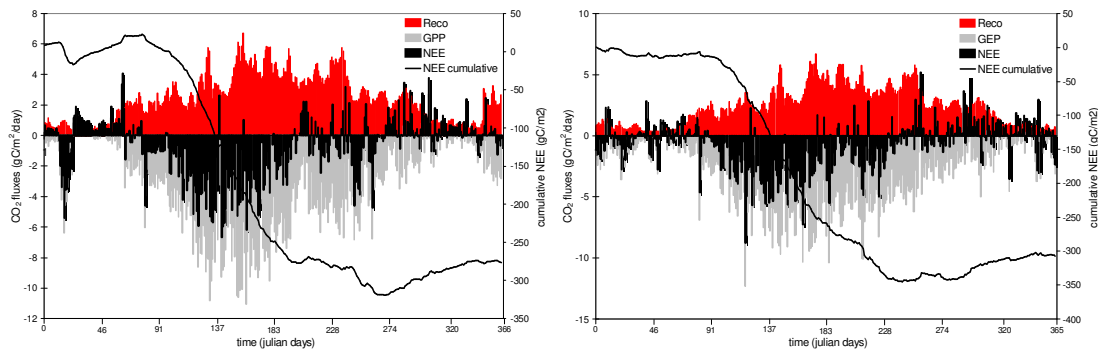 8
6
4
2
0
-2
-4
-6
-8
-10
-12
CO2 fluxes (gC/m2/day)
50
0
-50
-100
-150
-200
-250
-300
-350
cumulative NEE (gC/m2)
Reco
GPP
NEE
NEE cumulative
0 46 91 137 183 228 274 320 366
time (julian days)
10
5
0
-5
-10
-15
CO2 fluxes (gC/m2/day)
50
0
-50
-100
-150
-200
-250
-300
-350
-400
cumulative NEE (gC/m2)
Reco
GEP
NEE
NEE cumulative
0 46 91 137 183 228 274 320 365
time (julian days)